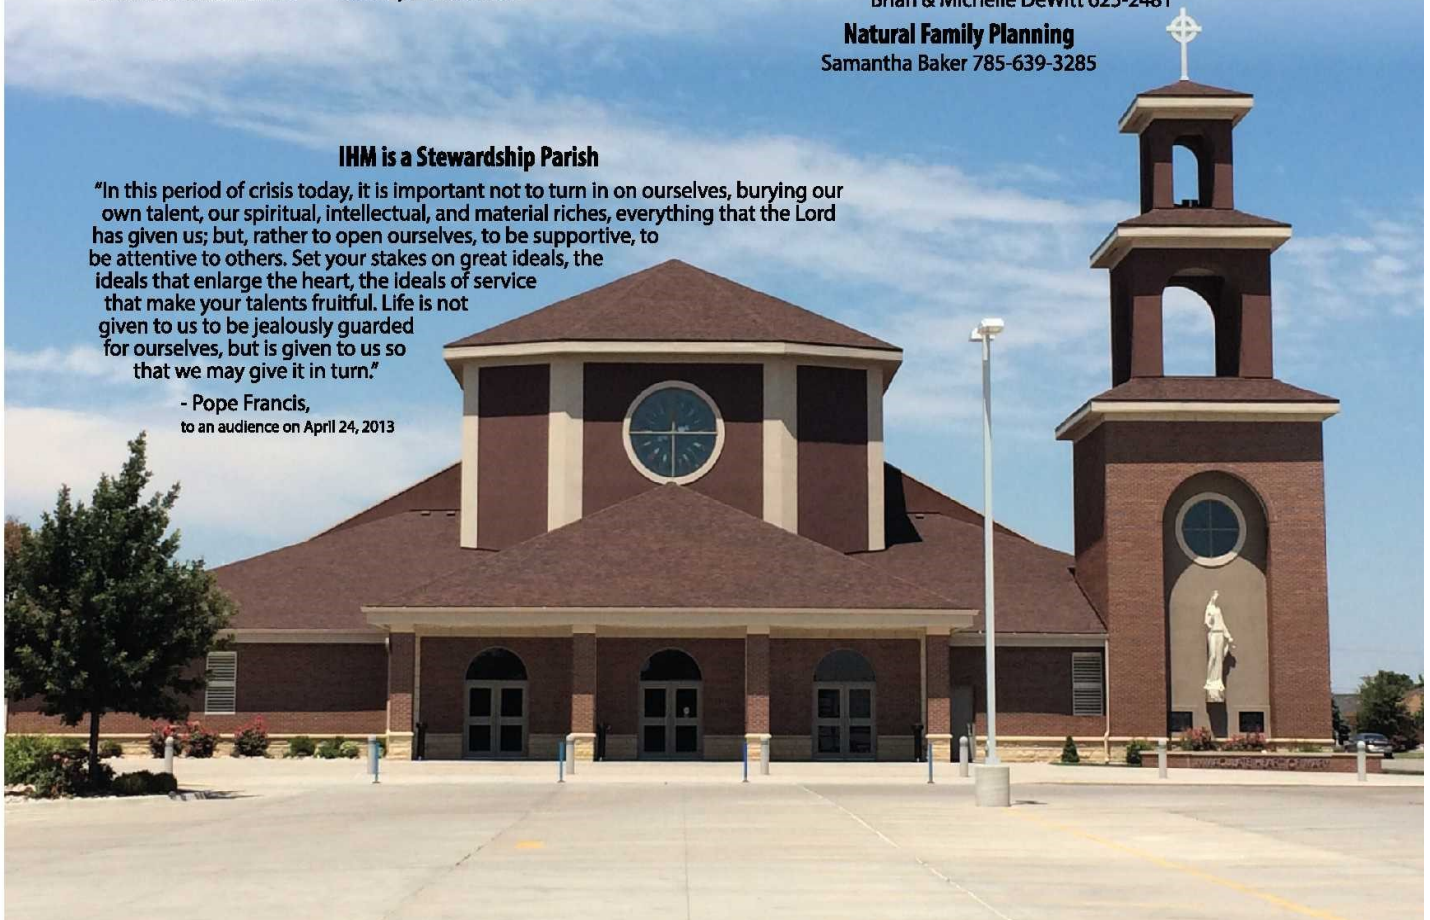 Brian & Michelle DeWitt 625-2481
Natural Family Planning
Samantha Baker 785-639-3285
IHM is a Stewardship Parish
"In this period of crisis today, it is important not to turn in on ourselves, burying our
own talent, our spiritual, intellectual, and material riches, everything that the Lord
has given us; but, rather to open ourselves, to be supportive, to
be attentive to others. Set your stakes on great ideals, the
ideals that enlarge the heart, the ideals of service
that make your talents fruitful. Life is not
given to us to be jealously guarded
for ourselves, but is given to us so
that we may give it in turn."
- Pope Francis,
to an audience on April 24, 2013